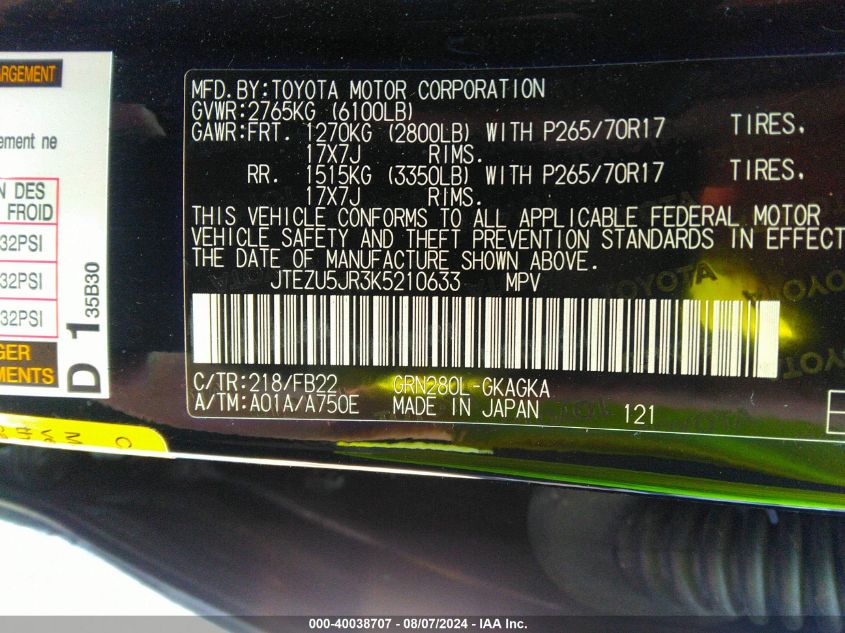 ARGEMENT
ement ne
N DES
FROID
32PSI
32PSI
32PSI
GER
EMENTS
D 1 35B30
MFD.BY:TOYOTA MOTOR CORPORATION
GVWR:2765KG (6100LB)
GAWR:FRT. 1270KG (2800LB) WITH P265/70R17 TIRES.
17X7J RIMS.
RR. 1515KG (3350LB) WITH P265/70R17 TIRES.
17X7J RIMS.
THIS VEHICLE CONFORMS TO ALL APPLICABLE FEDERAL MOTOR
VEHICLE SAFETY AND THEFT PREVENTION STANDARDS IN EFFECT
THE DATE OF MANUFACTURE SHOWN ABOVE.
JTEZU5JR3K5210633 MPV
C/TR:218/FB22 GRN280L-GKAGKA
A/TM:A01A/A750E MADE IN JAPAN 121
TOYOTA
000-40038707 - 08/07/2024 - IAA Inc.